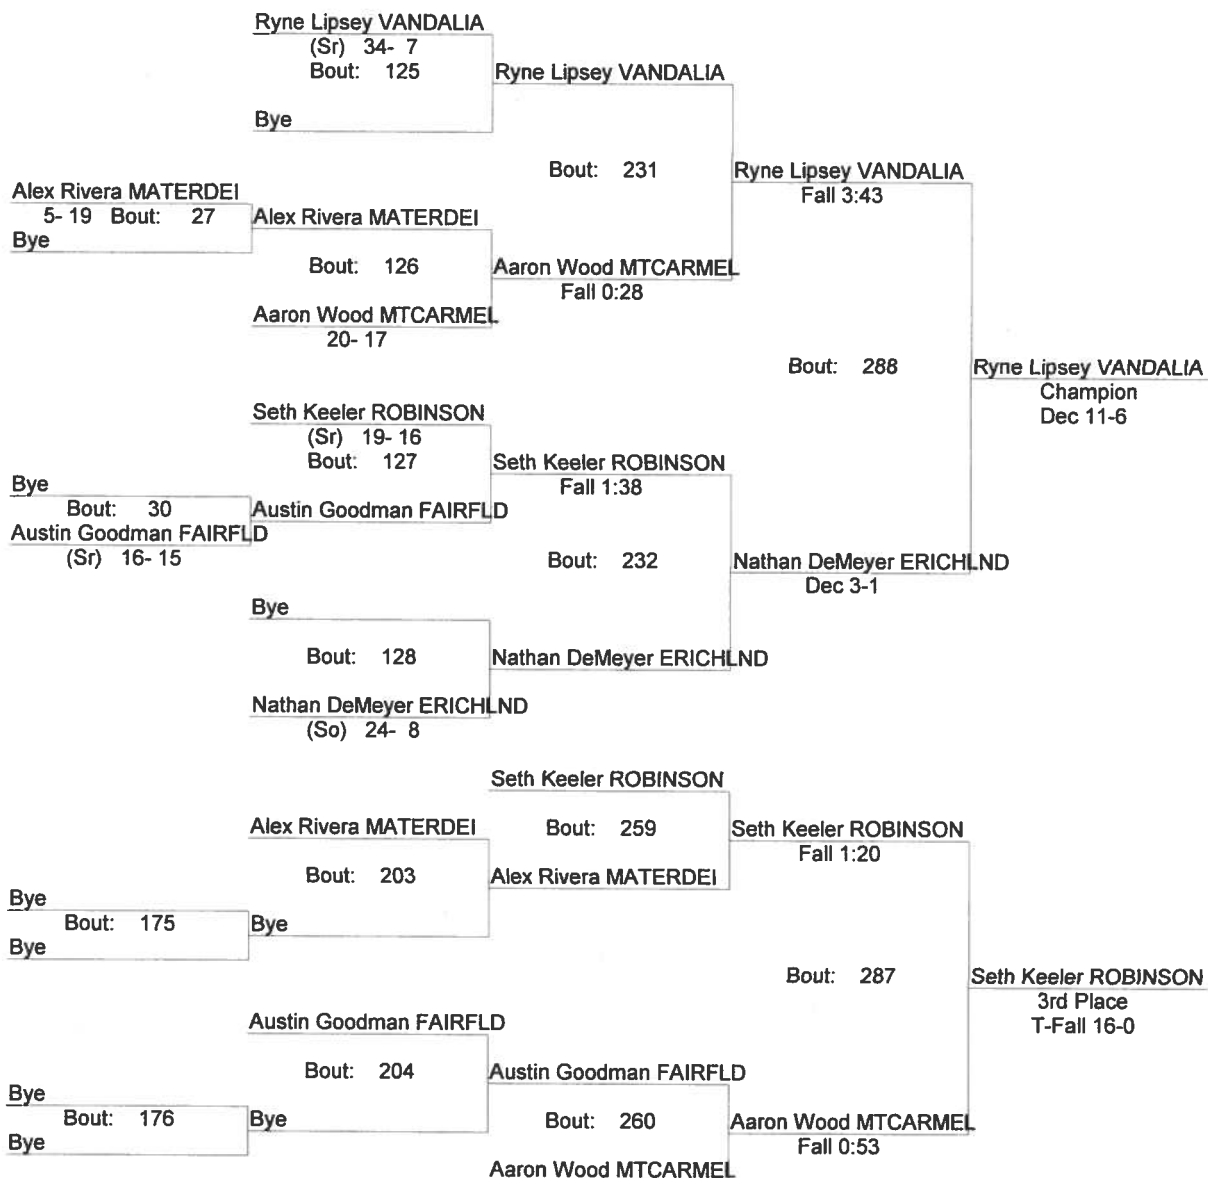 Ryne Lipsey VANDALIA
(Sr) 34- 7
Bout: 125
Ryne Lipsey VANDALIA
Bye
Bout: 231
Ryne Lipsey VANDALIA
Fall 3:43
Alex Rivera MATERDEI
5- 19 Bout: 27
Alex Rivera MATERDEI
Bye
Bout: 126
Aaron Wood MTCARMEL
Fall 0:28
Aaron Wood MTCARMEL
20- 17
Bout: 288
Ryne Lipsey VANDALIA
Champion
Dec 11-6
Seth Keeler ROBINSON
(Sr) 19- 16
Bout: 127
Seth Keeler ROBINSON
Fall 1:38
Bye
Bout: 30
Austin Goodman FAIRFLD
Austin Goodman FAIRFLD
(Sr) 16- 15
Bout: 232
Nathan DeMeyer ERICHLND
Dec 3-1
Bye
Bout: 128
Nathan DeMeyer ERICHLND
Nathan DeMeyer ERICHLND
(So) 24- 8
Seth Keeler ROBINSON
Alex Rivera MATERDEI
Bout: 259
Seth Keeler ROBINSON
Fall 1:20
Bout: 203
Alex Rivera MATERDEI
Bye
Bout: 175
Bye
Bye
Bout: 287
Seth Keeler ROBINSON
3rd Place
T-Fall 16-0
Austin Goodman FAIRFLD
Bout: 204
Austin Goodman FAIRFLD
Bye
Bout: 176
Bye
Bye
Bout: 260
Aaron Wood MTCARMEL
Fall 0:53
Aaron Wood MTCARMEL